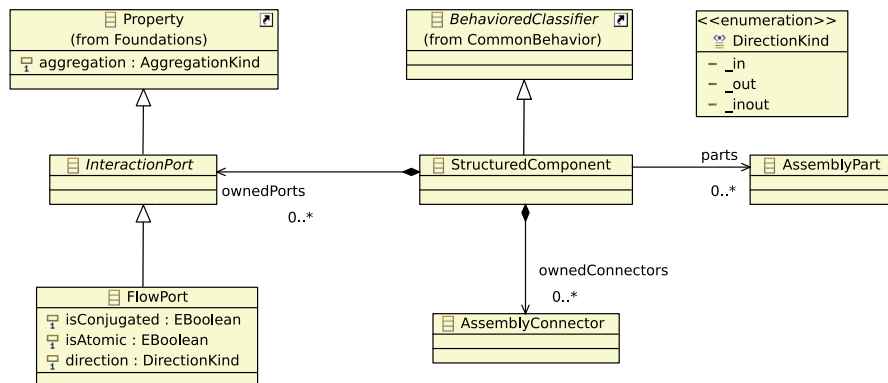 Property
(from Foundations)
aggregation : AggregationKind
BehavioredClassifier
(from CommonBehavior)
<<enumeration>>
DirectionKind
_in
_out
_inout
InteractionPort
ownedPorts
0..*
StructuredComponent
parts
0..*
AssemblyPart
FlowPort
isConjugated : EBoolean
isAtomic : EBoolean
direction : DirectionKind
ownedConnectors
0..*
AssemblyConnector